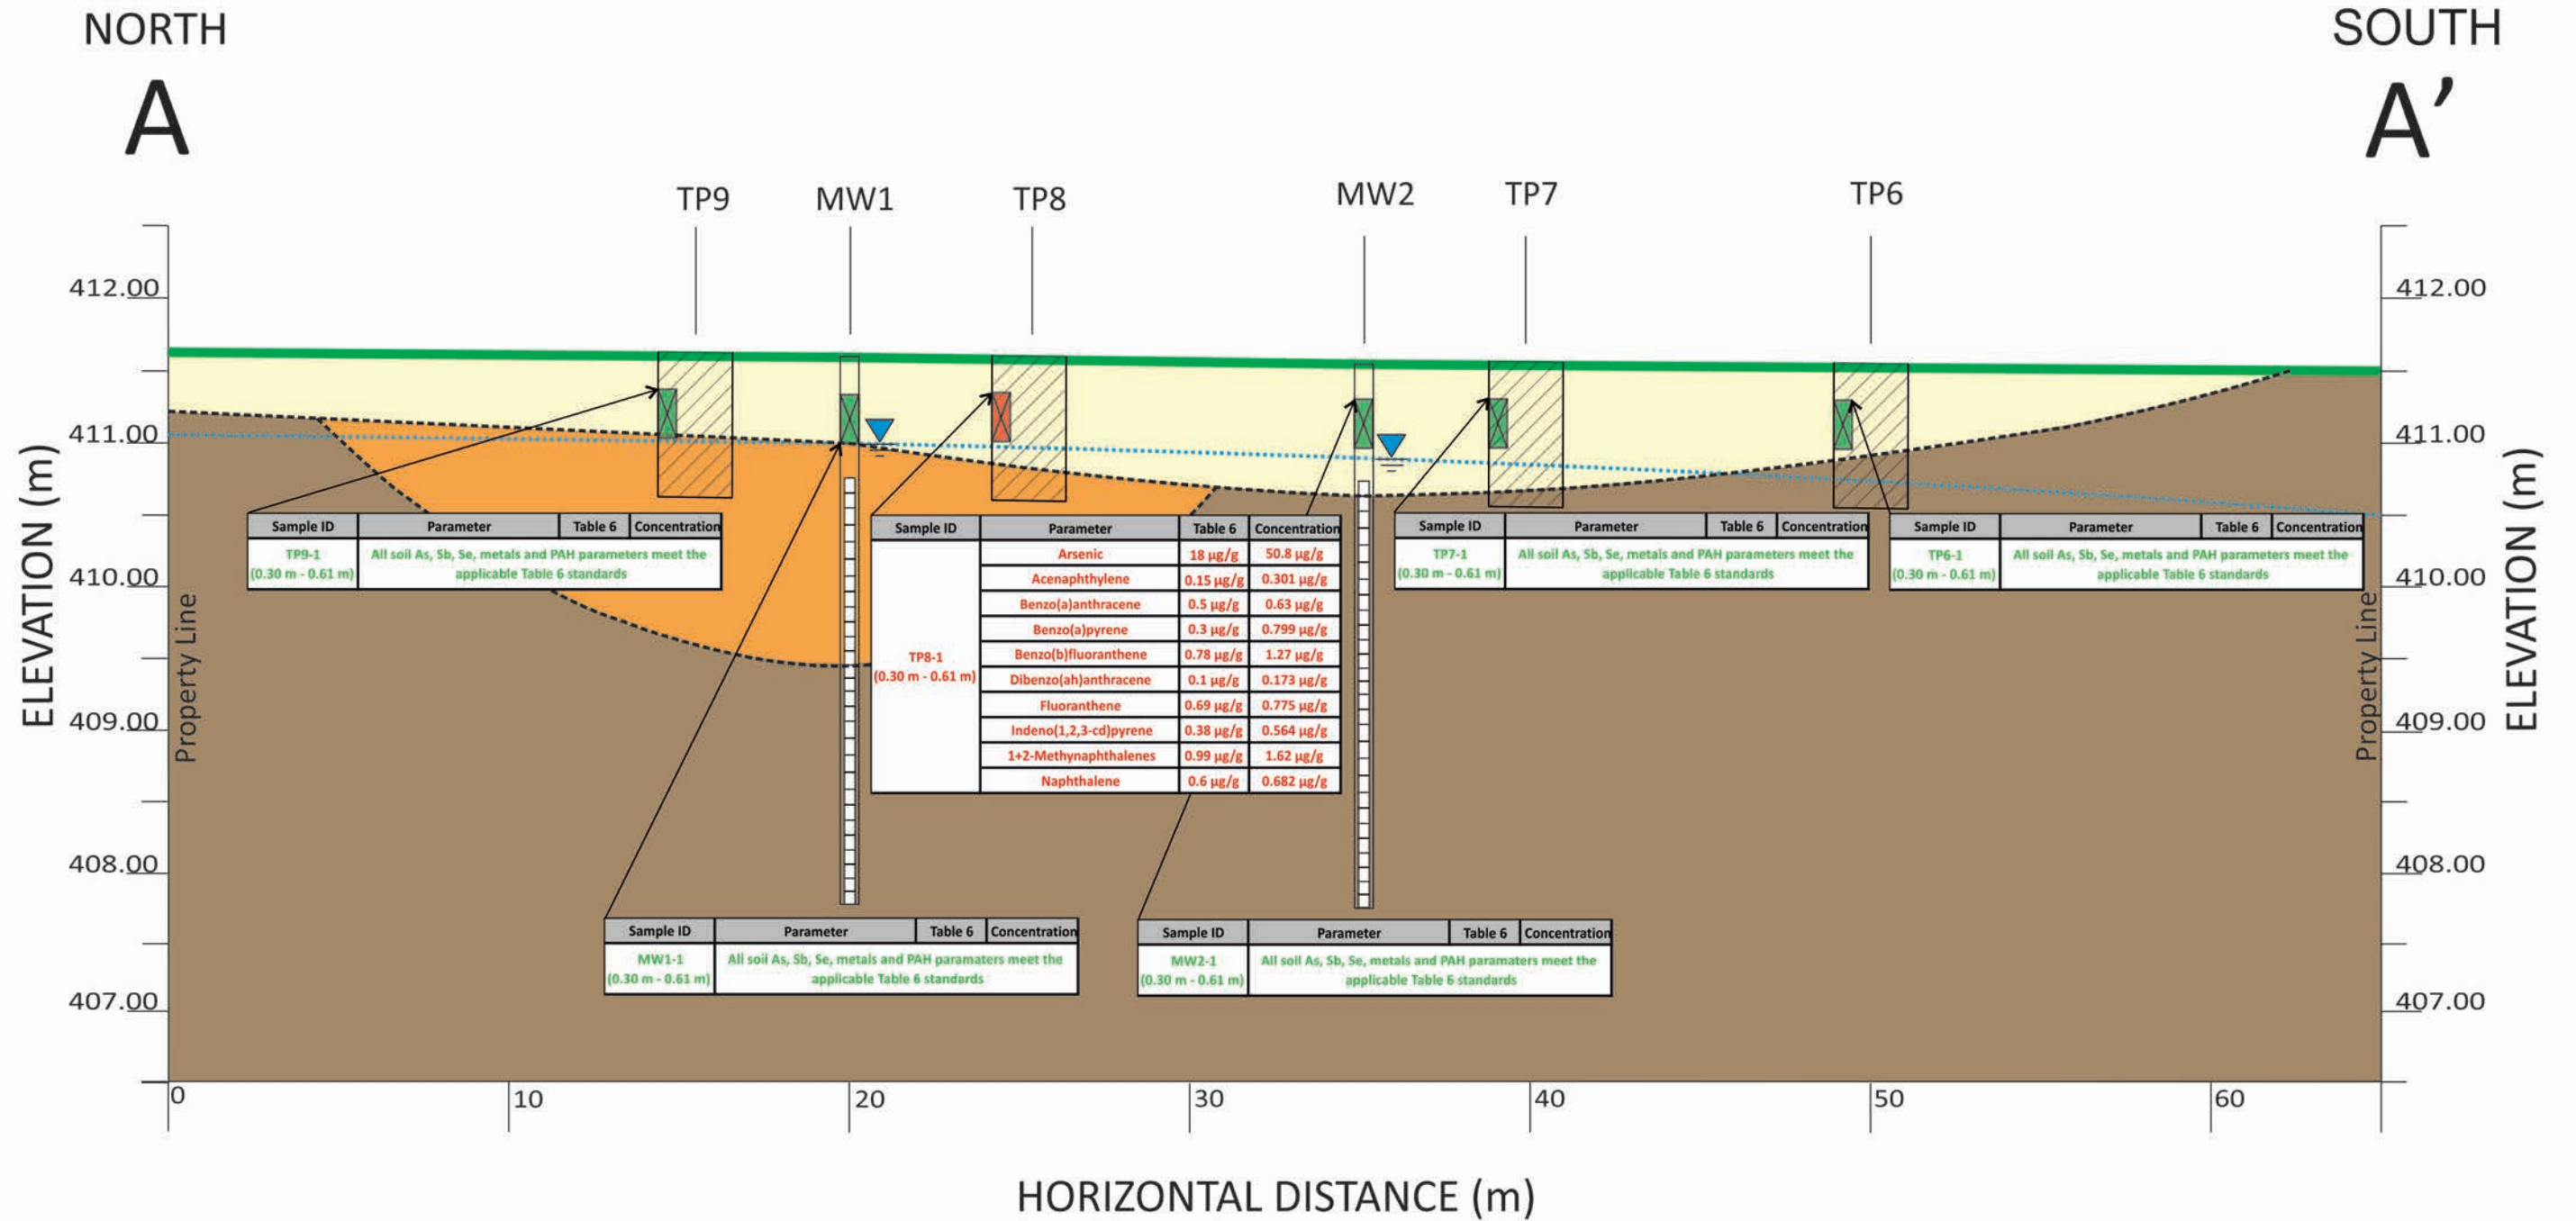 NORTH
SOUTH
A
A’
TP9
MW1
TP8
MW2
TP7
TP6
412.00
411.00
410.00
409.00
408.00
407.00
ELEVATION (m)
Property Line
412.00
411.00
410.00
409.00
408.00
407.00
ELEVATION (m)
Property Line
Sample ID Parameter Table 6 Concentration
TP9-1 (0.30 m - 0.61 m)
All soil As, Sb, Se, metals and PAH parameters meet the
applicable Table 6 standards
Sample ID Parameter Table 6 Concentration
TP8-1
(0.30 m - 0.61 m)
Arsenic 18 µg/g 50.8 µg/g
Acenaphthylene 0.15 µg/g 0.301 µg/g
Benzo(a)anthracene 0.5 µg/g 0.63 µg/g
Benzo(a)pyrene 0.3 µg/g 0.799 µg/g
Benzo(b)fluoranthene 0.78 µg/g 1.27 µg/g
Dibenzo(ah)anthracene 0.1 µg/g 0.173 µg/g
Fluoranthene 0.69 µg/g 0.775 µg/g
Indeno(1,2,3-cd)pyrene 0.38 µg/g 0.564 µg/g
1+2-Methynaphthalenes 0.99 µg/g 1.62 µg/g
Naphthalene 0.6 µg/g 0.682 µg/g
Sample ID Parameter Table 6 Concentration
TP7-1
(0.30 m - 0.61 m)
All soil As, Sb, Se, metals and PAH parameters meet the
applicable Table 6 standards
Sample ID Parameter Table 6 Concentration
TP6-1
(0.30 m - 0.61 m)
All soil As, Sb, Se, metals and PAH parameters meet the
applicable Table 6 standards
Sample ID Parameter Table 6 Concentration
MW1-1
(0.30 m - 0.61 m)
All soil As, Sb, Se, metals and PAH paramaters meet the
applicable Table 6 standards
Sample ID Parameter Table 6 Concentration
MW2-1
(0.30 m - 0.61 m)
All soil As, Sb, Se, metals and PAH paramaters meet the
applicable Table 6 standards
0 10 20 30 40 50 60
HORIZONTAL DISTANCE (m)